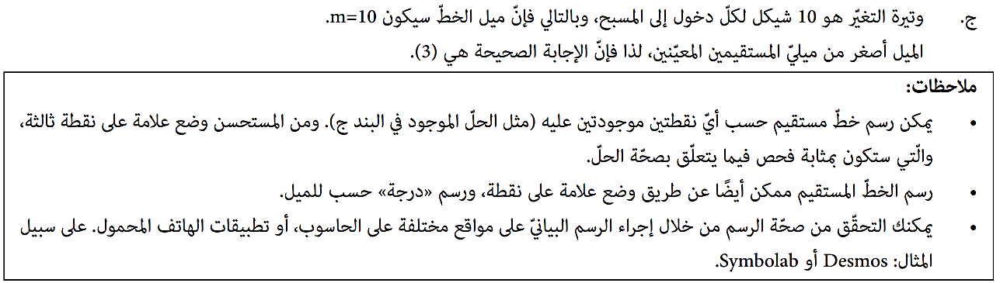 ج. وتيرة التغيّر هو 10 شيكل لكلّ دخول إلى المسبح، وبالتالي فإنّ ميل الخطّ سيكون m=10.
الميل أصغر من ميليّ المستقيمين المعيّنين، لذا فإنّ الإجابة الصحيحة هي (3).
ملاحظات:
• يمكن رسم خطّ مستقيم حسب أيّ نقطتين موجودتين عليه (مثل الحلّ الموجود في البند ج). ومن المستحسن وضع علامة على نقطة ثالثة،
والّتي ستكون بمثابة فحص فيما يتعلّق بصحّة الحلّ.
• رسم الخطّ المستقيم ممكن أيضًا عن طريق وضع علامة على نقطة، ورسم «درجة» حسب للميل.
• يمكنك التحقّق من صحّة الرسم من خلال إجراء الرسم البيانيّ على مواقع مختلفة على الحاسوب، أو تطبيقات الهاتف المحمول. على سبيل
المثال: Desmos أو Symbolab.